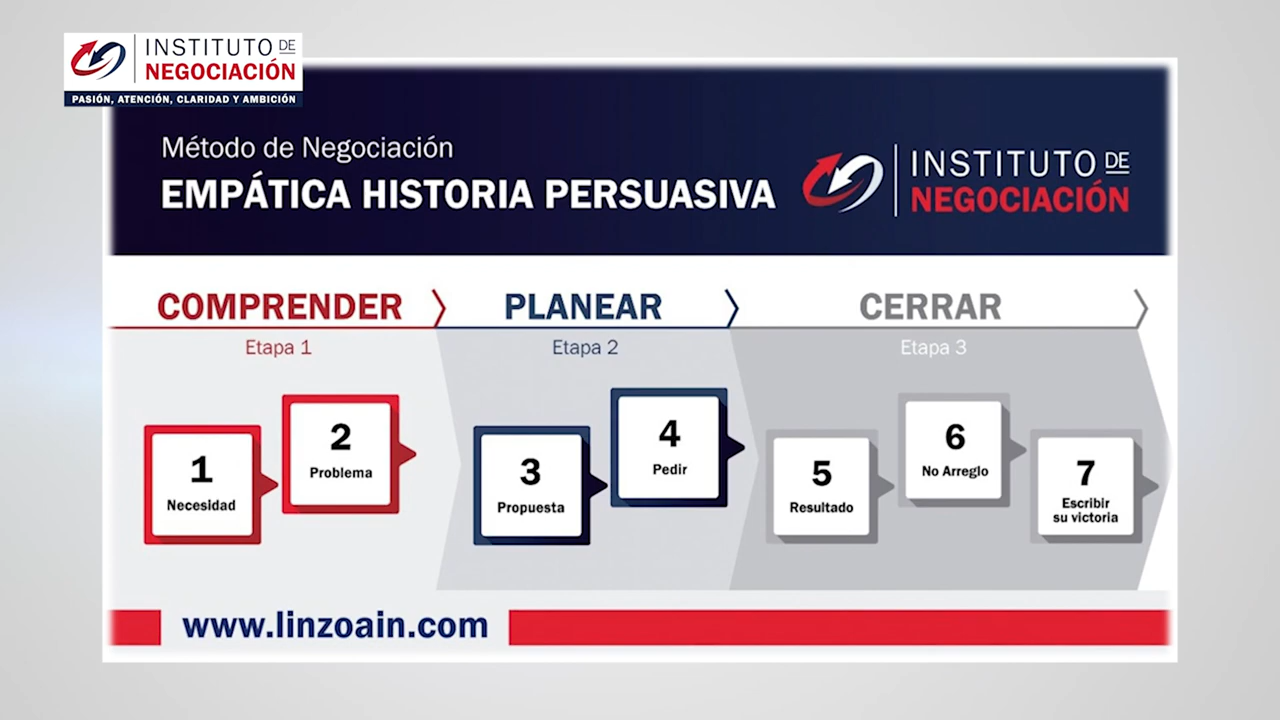 INSTITUTO DE
NEGOCIACIÓN
PASIÓN, ATENCIÓN, CLARIDAD Y AMBICIÓN
Método de Negociación
EMPÁTICA HISTORIA PERSUASIVA
INSTITUTO DE
NEGOCIACIÓN
COMPRENDER
PLANEAR
CERRAR
Etapa 1
Etapa 2
Etapa 3
1
Necesidad
2
Problema
3
Propuesta
4
Pedir
5
Resultado
6
No Arreglo
7
Escribir
su victoria
www.linzoain.com